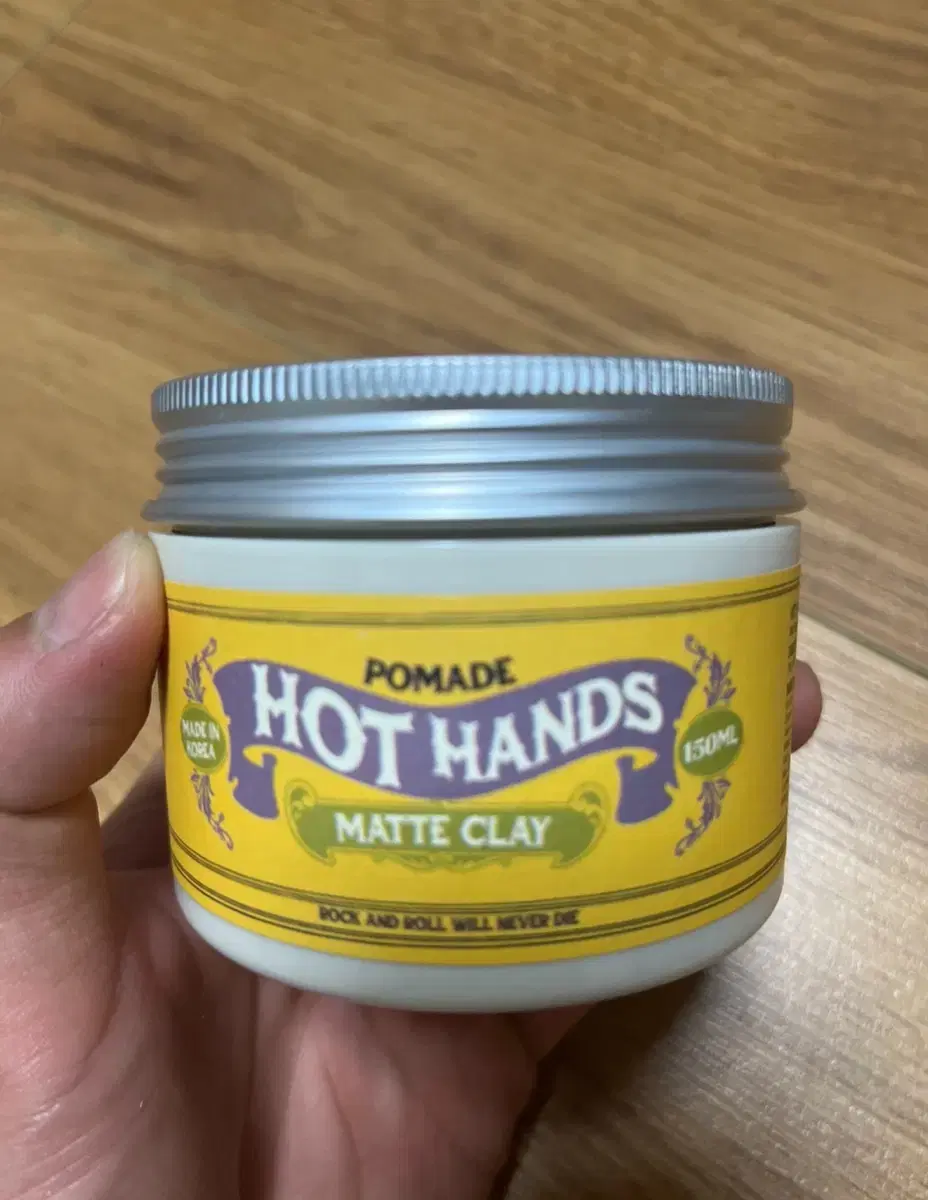 POMADE
HOT HANDS
MADE IN
KOREA
150ML
MATTE CLAY
ROCK AND ROLL WILL NEVER DIE